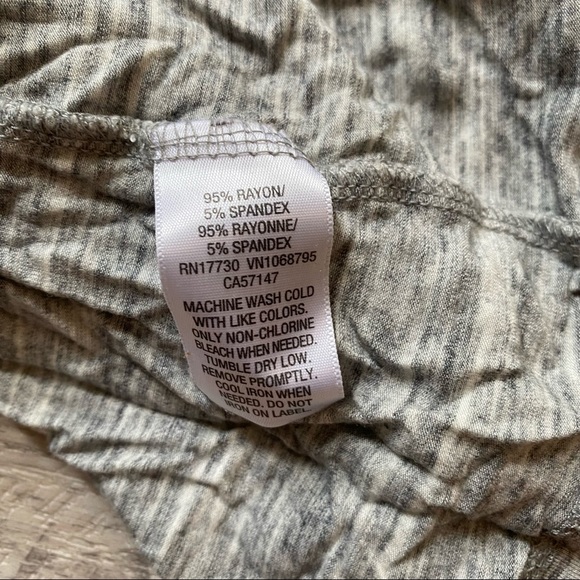 95% RAYON/
5% SPANDEX
95% RAYONNE/
5% SPANDEX
RN17730 VN1068795
CA57147
MACHINE WASH COLD
WITH LIKE COLORS.
ONLY NON-CHLORINE
BLEACH WHEN NEEDED.
TUMBLE DRY LOW.
REMOVE PROMPTLY.
COOL IRON WHEN
NEEDED. DO NOT
IRON ON LABEL.